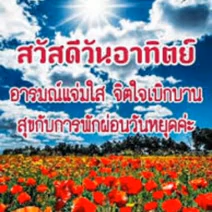 สวัสดีวันอาทิตย์
อารมณ์แจ่มใส จิตใจเบิกบาน
สุขกับการพักผ่อนวันหยุดค่ะ